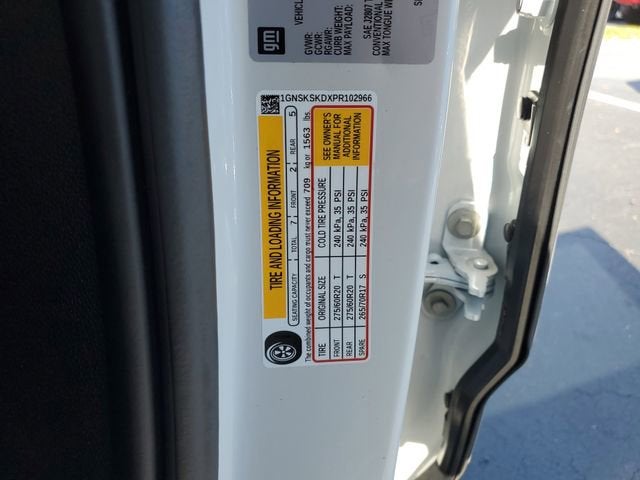 gm
VEHICL
GVWR:
GCWR:
RGAWR:
CURB WEIGHT:
MAX PAYLOAD:
SAE J2807
CONVENTIONAL
MAX TONGUE WE
1GNSKSKDXPR102966
TIRE AND LOADING INFORMATION
SEATING CAPACITY TOTAL 7 FRONT 2 REAR 5
The combined weight of occupants and cargo must never exceed 709 kg or 1563 lbs.
TIRE ORIGINAL SIZE COLD TIRE PRESSURE SEE OWNER'S
MANUAL FOR
ADDITIONAL
INFORMATION
FRONT 275/60R20 T 240 kPa, 35 PSI
REAR 275/60R20 T 240 kPa, 35 PSI
SPARE 265/70R17 S 240 kPa, 35 PSI